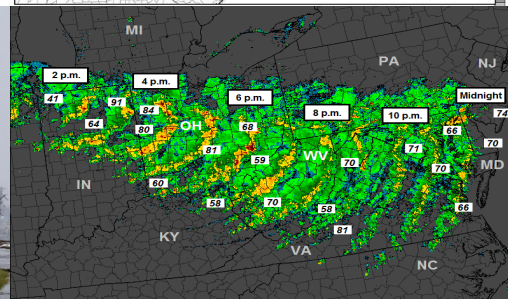 MI
PA
NJ
2 p.m.
4 p.m.
6 p.m.
8 p.m.
10 p.m.
Midnight
41
91
84
64
80
OH
68
81
59
WV
70
71
66
74
70
70
MD
IN
60
58
70
58
81
66
KY
VA
NC